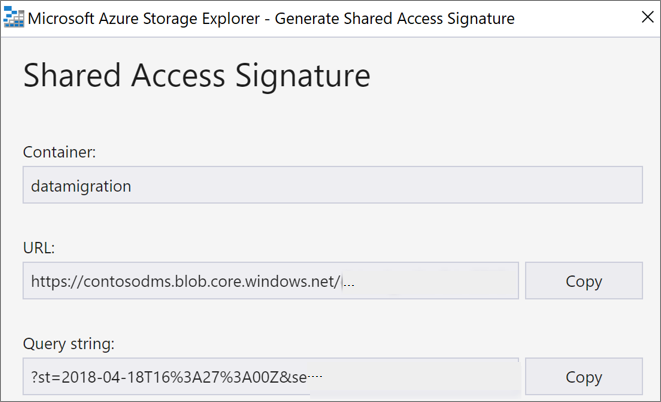 Microsoft Azure Storage Explorer - Generate Shared Access Signature
Shared Access Signature
Container:
datamigration
URL:
https://contosodms.blob.core.windows.net/ ...
Copy
Query string:
?st=2018-04-18T16%3A27%3A00Z&se----
Copy